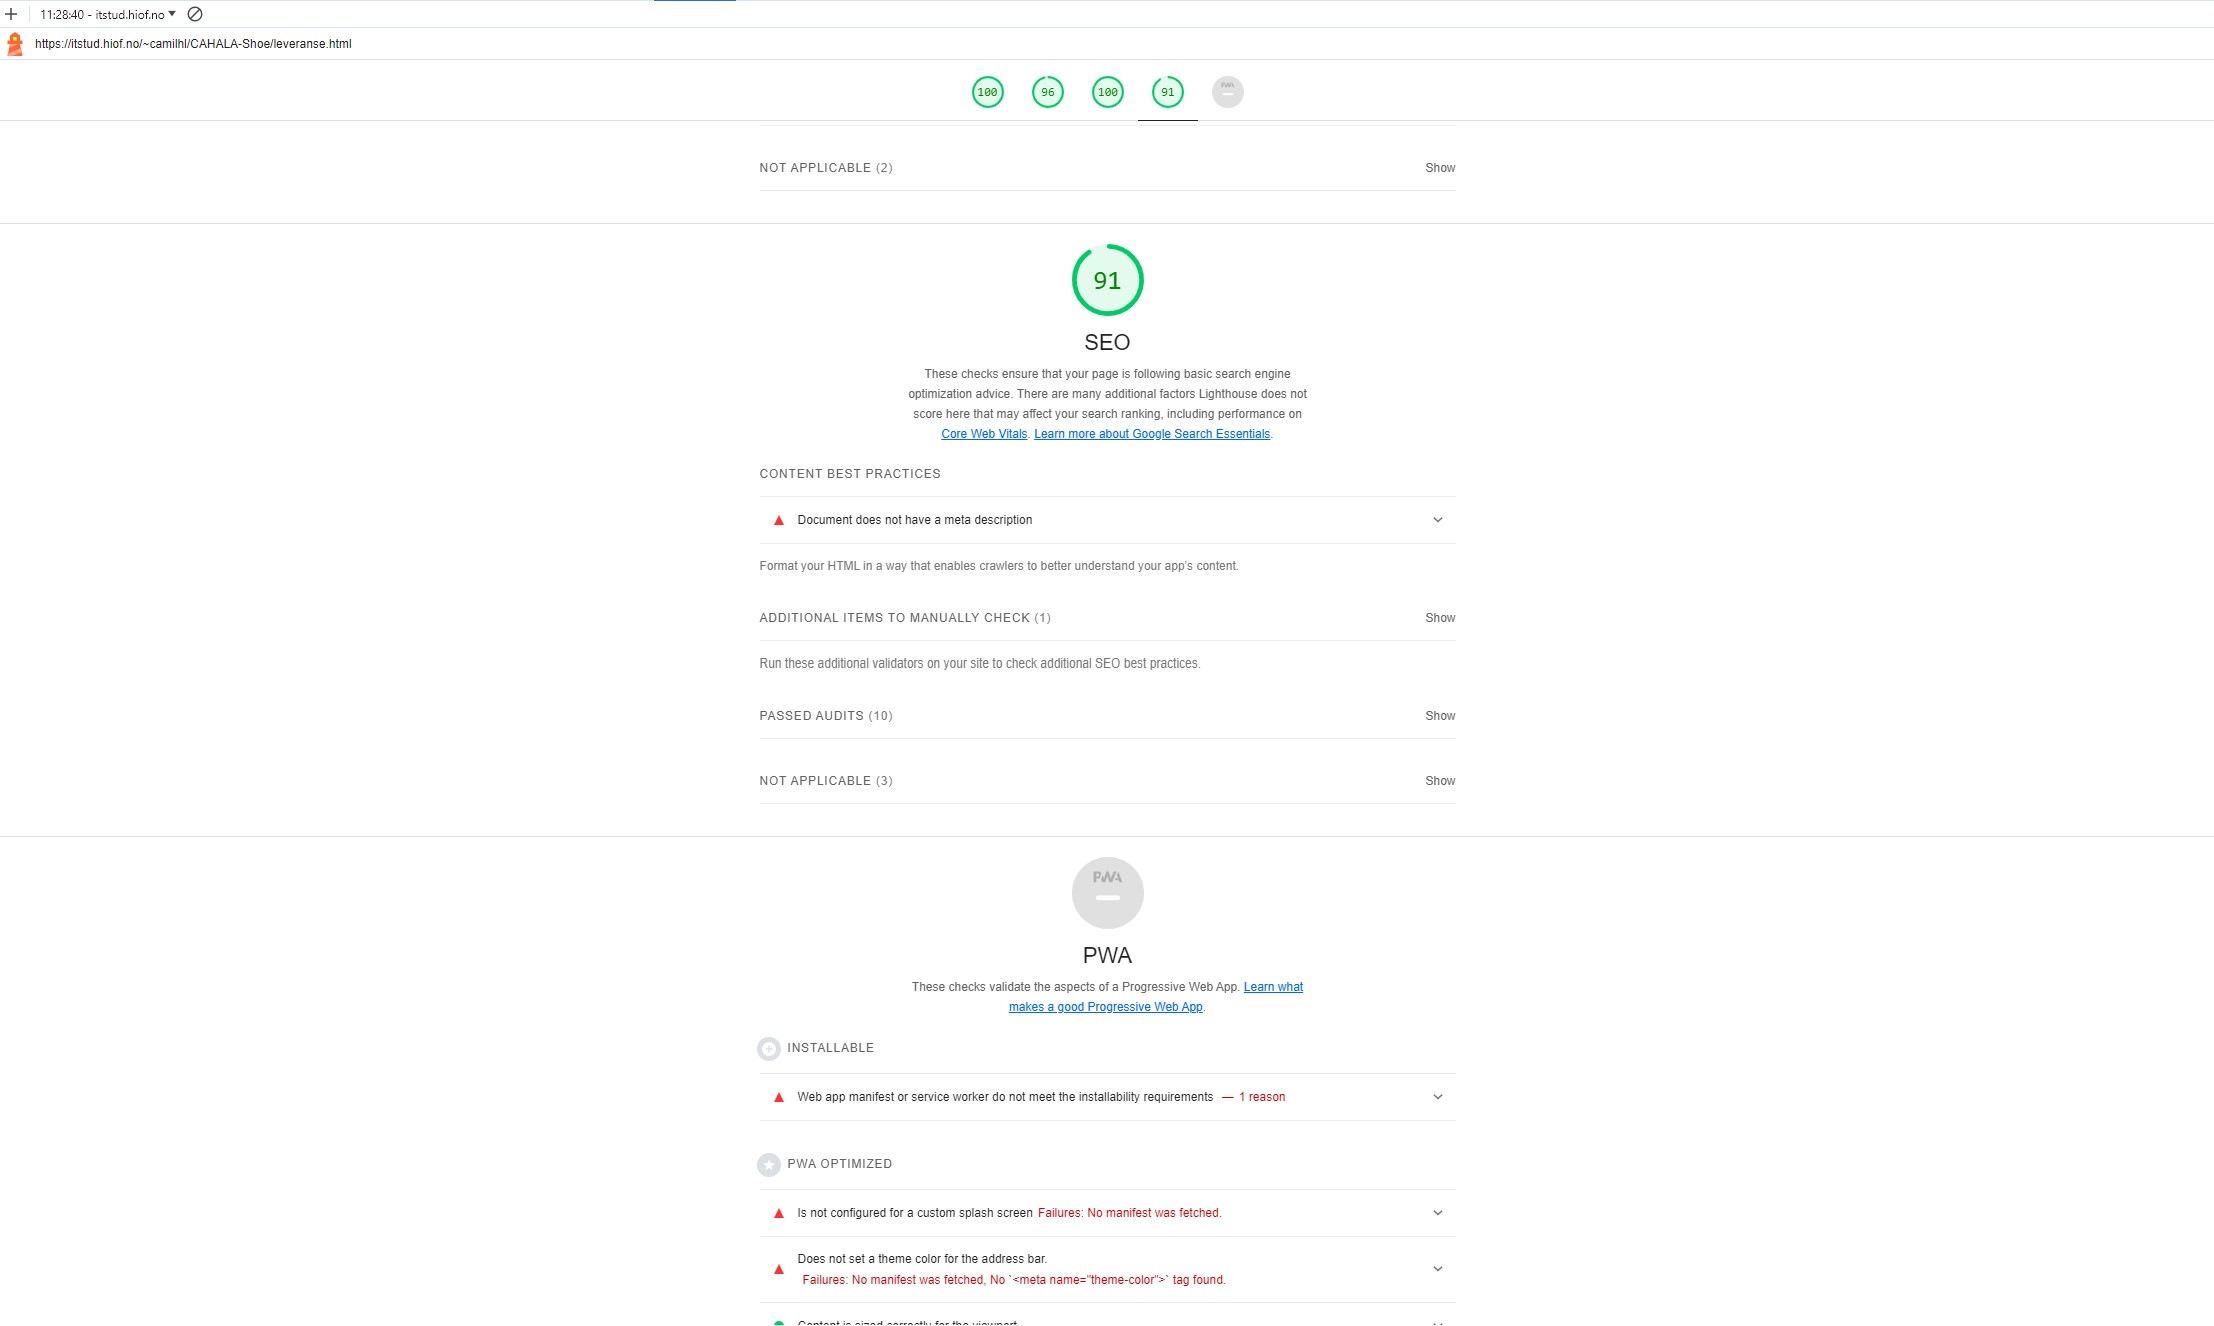 11:28:40 - itstud.hiof.no
https://itstud.hiof.no/~camilhl/CAHALA-Shoe/leveranse.html
100 96 100 91 PWA
NOT APPLICABLE (2) Show
91
SEO
These checks ensure that your page is following basic search engine
optimization advice. There are many additional factors Lighthouse does not
score here that may affect your search ranking, including performance on
Core Web Vitals. Learn more about Google Search Essentials.
CONTENT BEST PRACTICES
Document does not have a meta description
Format your HTML in a way that enables crawlers to better understand your app's content.
ADDITIONAL ITEMS TO MANUALLY CHECK (1) Show
Run these additional validators on your site to check additional SEO best practices.
PASSED AUDITS (10) Show
NOT APPLICABLE (3) Show
PWA
PWA
These checks validate the aspects of a Progressive Web App. Learn what
makes a good Progressive Web App.
INSTALLABLE
Web app manifest or service worker do not meet the installability requirements — 1 reason
PWA OPTIMIZED
Is not configured for a custom splash screen Failures: No manifest was fetched.
Does not set a theme color for the address bar.
Failures: No manifest was fetched, No `<meta name="theme-color">` tag found.
Content is sized correctly for the viewport